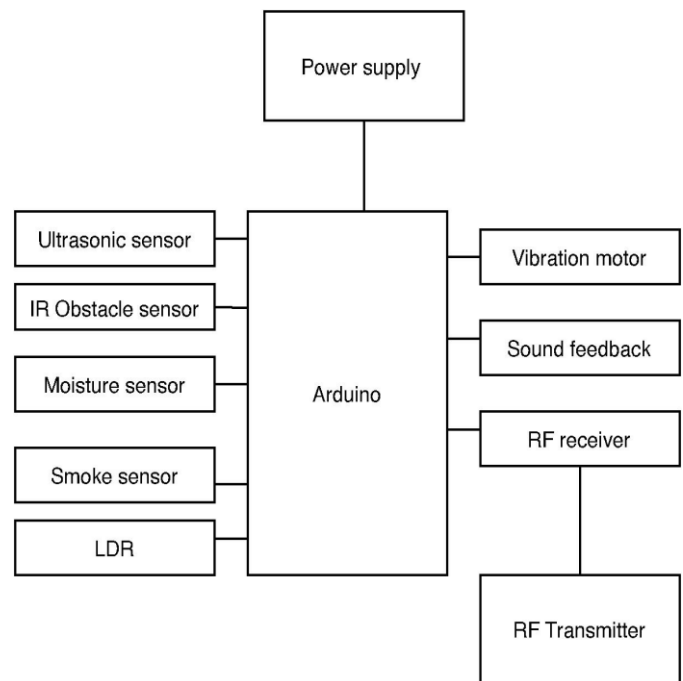 Power supply
Ultrasonic sensor
IR Obstacle sensor
Moisture sensor
Smoke sensor
LDR
Arduino
Vibration motor
Sound feedback
RF receiver
RF Transmitter